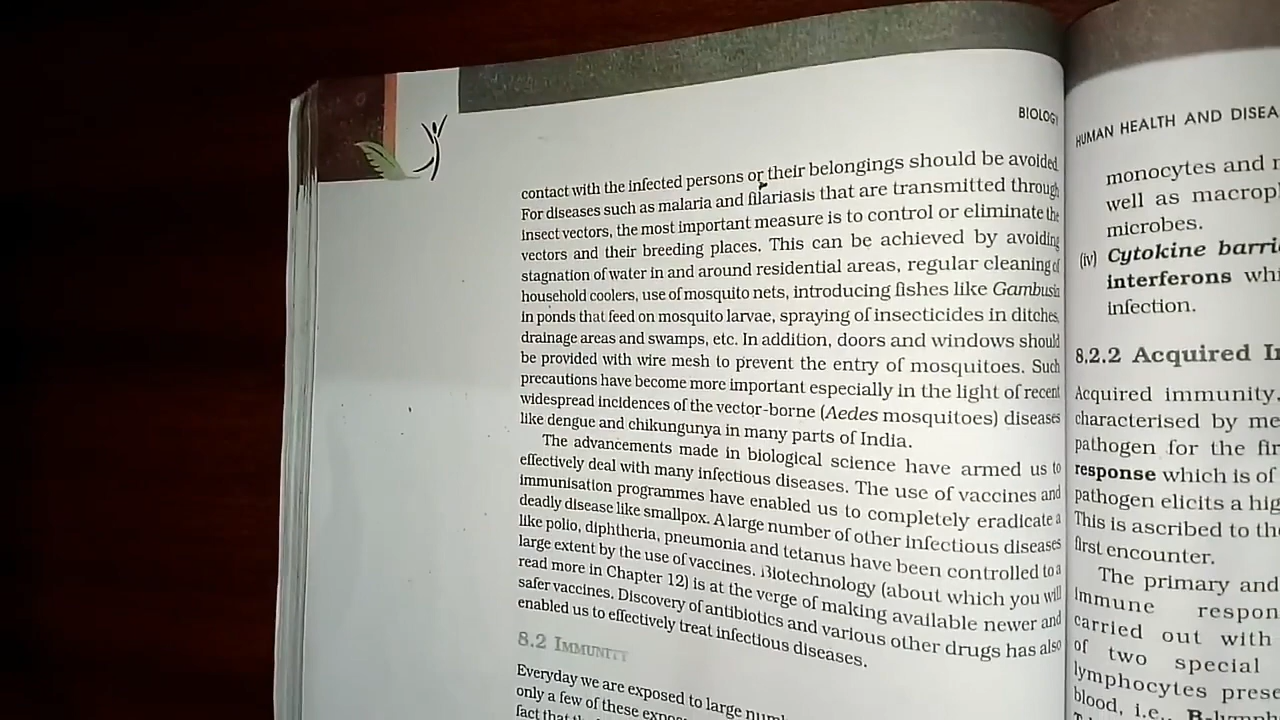 BIOLOGY
contact with the infected persons or their belongings should be avoided.
For diseases such as malaria and filariasis that are transmitted through
insect vectors, the most important measure is to control or eliminate the
vectors and their breeding places. This can be achieved by avoiding
stagnation of water in and around residential areas, regular cleaning of
household coolers, use of mosquito nets, introducing fishes like Gambusia
in ponds that feed on mosquito larvae, spraying of insecticides in ditches,
drainage areas and swamps, etc. In addition, doors and windows should
be provided with wire mesh to prevent the entry of mosquitoes. Such
precautions have become more important especially in the light of recent
widespread incidences of the vector-borne (Aedes mosquitoes) diseases
like dengue and chikungunya in many parts of India.
The advancements made in biological science have armed us to
effectively deal with many infectious diseases. The use of vaccines and
immunisation programmes have enabled us to completely eradicate a
deadly disease like smallpox. A large number of other infectious diseases
like polio, diphtheria, pneumonia and tetanus have been controlled to a
large extent by the use of vaccines. Biotechnology (about which you will
read more in Chapter 12) is at the verge of making available newer and
safer vaccines. Discovery of antibiotics and various other drugs has also
enabled us to effectively treat infectious diseases.
8.2 IMMUNITY
Everyday we are exposed to large
only a few of these
fact that
HUMAN HEALTH AND
monocytes and
well as
microbes.
(iv) Cytokine
interferons
infection.
8.2.2 Acquired
Acquired immunity,
characterised by
pathogen for the
response which is of
pathogen elicits a
This is ascribed to
first encounter.
The primary and
immune
carried out with
of two special
lymphocytes
blood, i.e.,